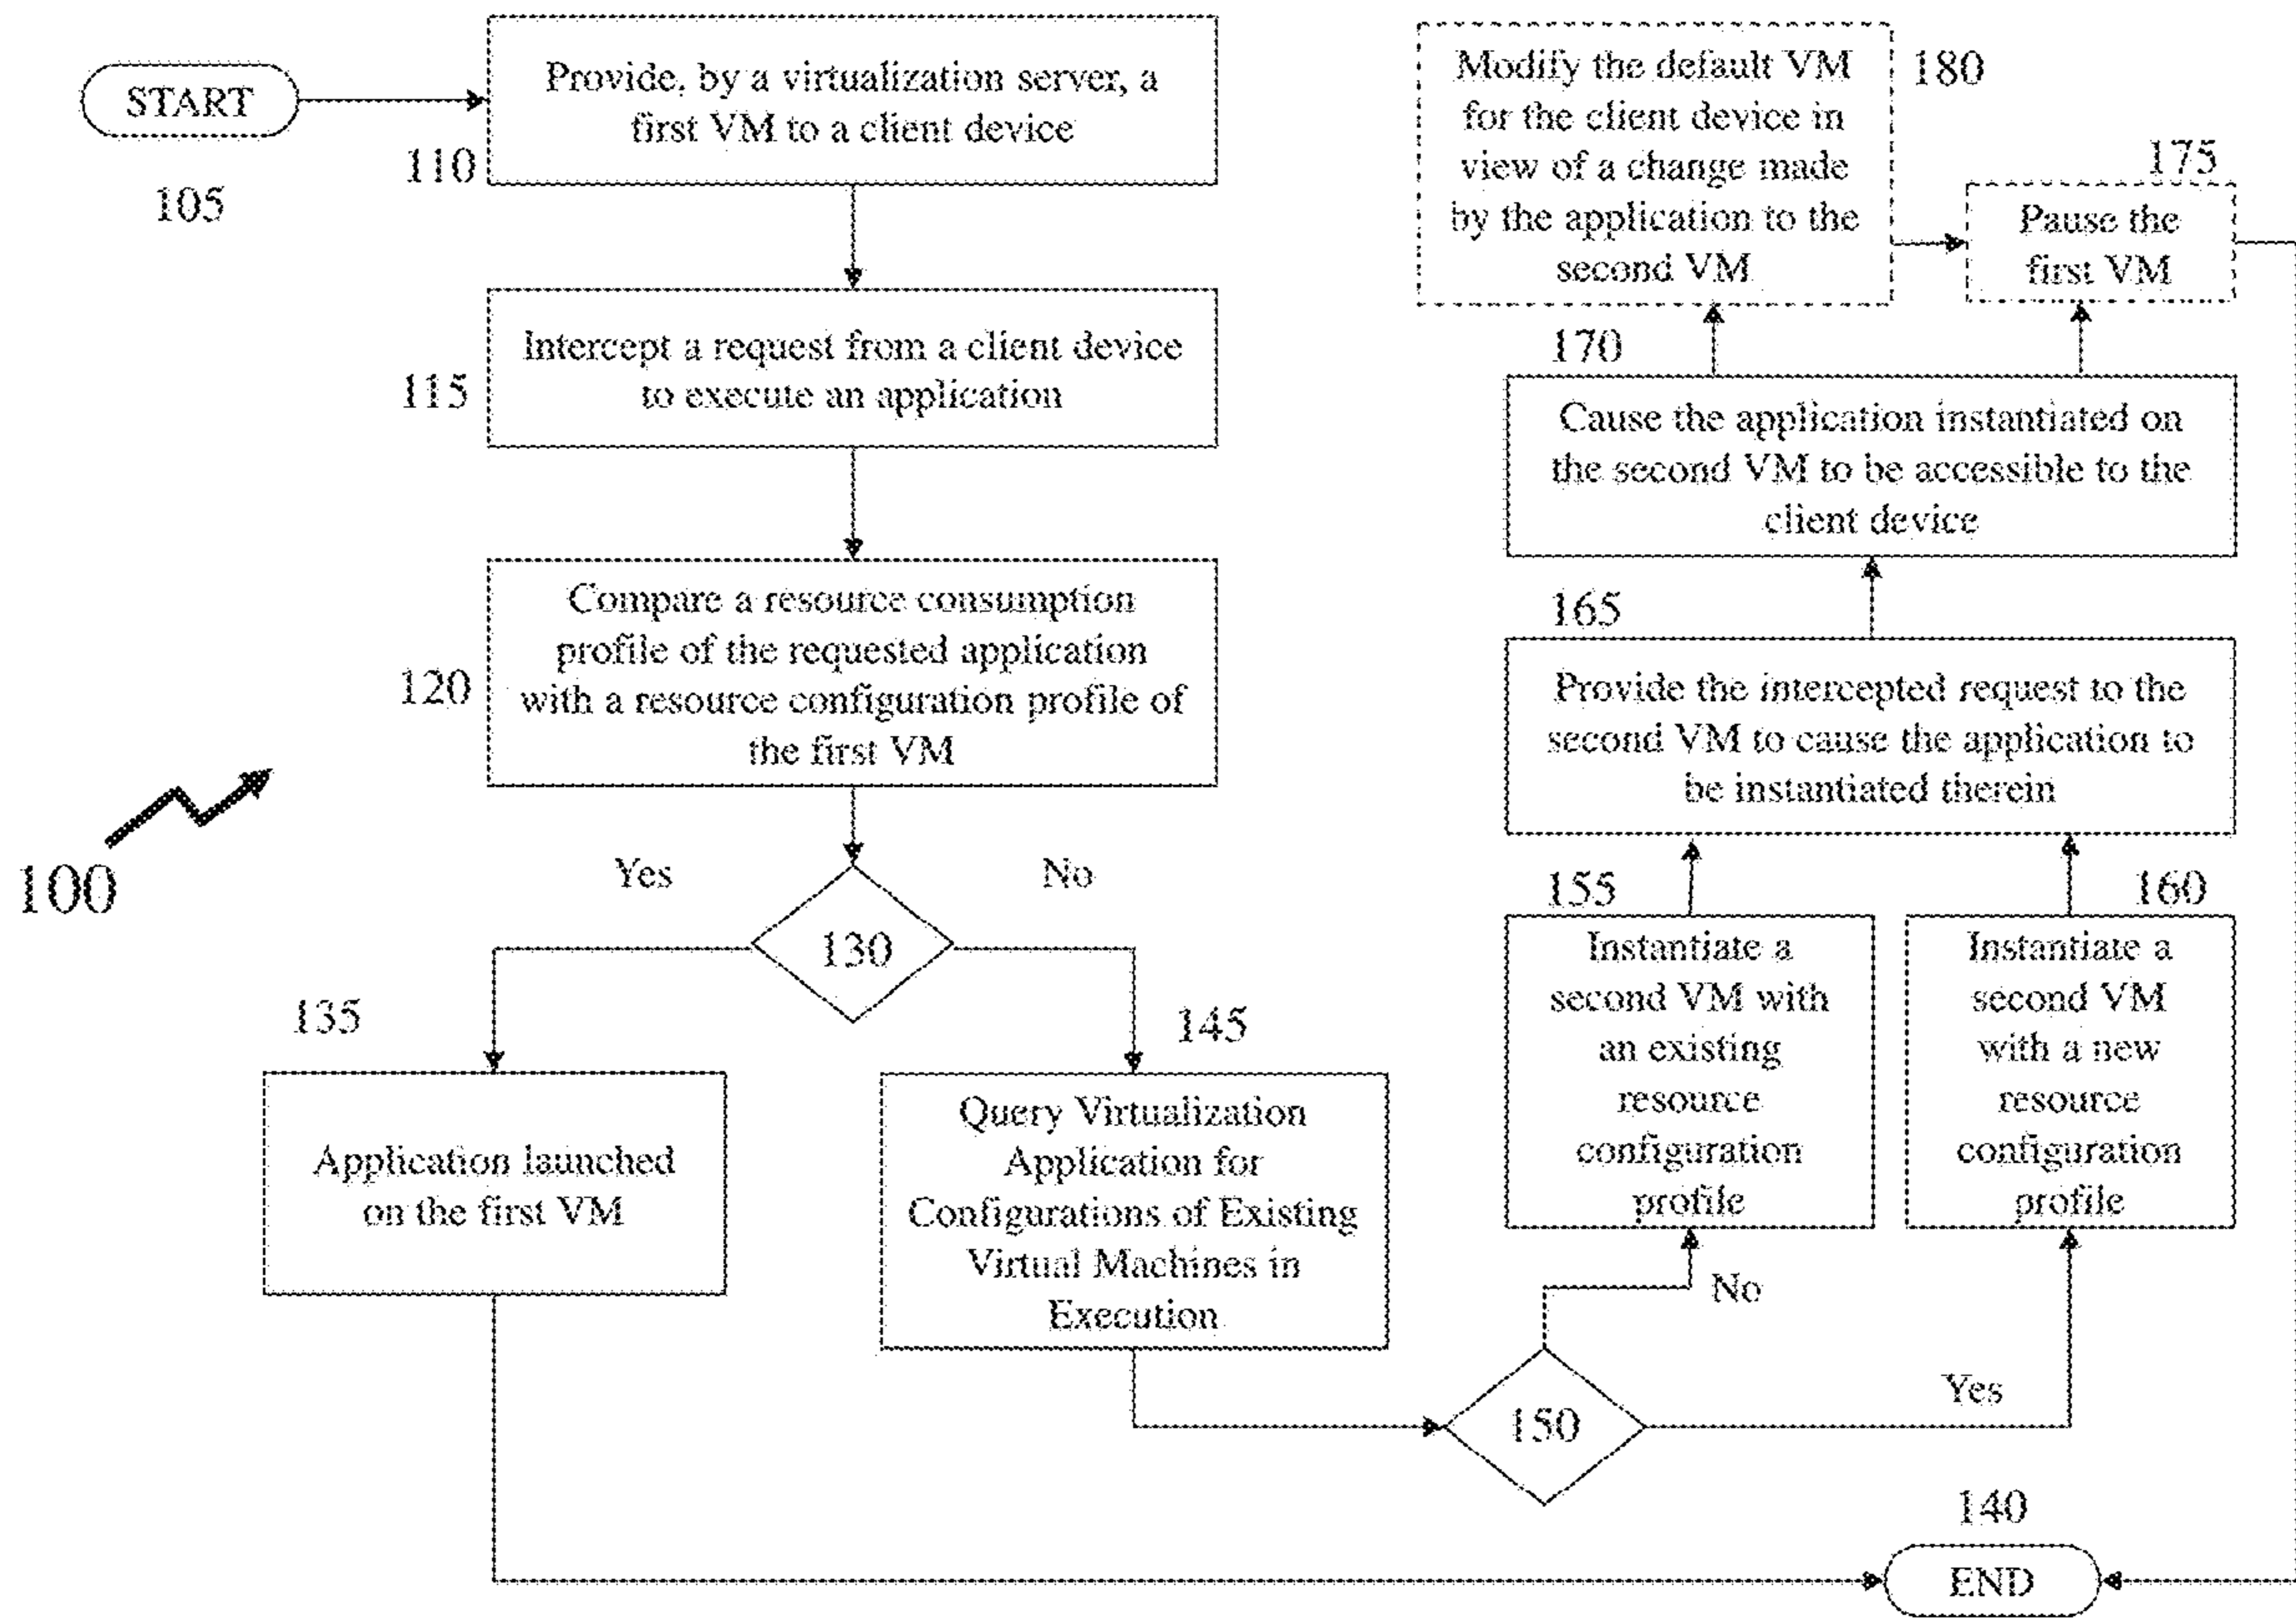 START
105
Provide, by a virtualization server, a
first VM to a client device
110
Intercept a request from a client device
to execute an application
115
Compare a resource consumption
profile of the requested application
with a resource configuration profile of
the first VM
120
100
Yes
No
130
135
Application launched
on the first VM
145
Query Virtualization
Application for
Configurations of Existing
Virtual Machines in
Execution
150
No
Yes
155
Instantiate a
second VM with
an existing
resource
configuration
profile
160
Instantiate a
second VM
with a new
resource
configuration
profile
165
Provide the intercepted request to the
second VM to cause the application to
be instantiated therein
170
Cause the application instantiated on
the second VM to be accessible to the
client device
180
Modify the default VM
for the client device in
view of a change made
by the application to the
second VM
175
Pause the
first VM
140
END